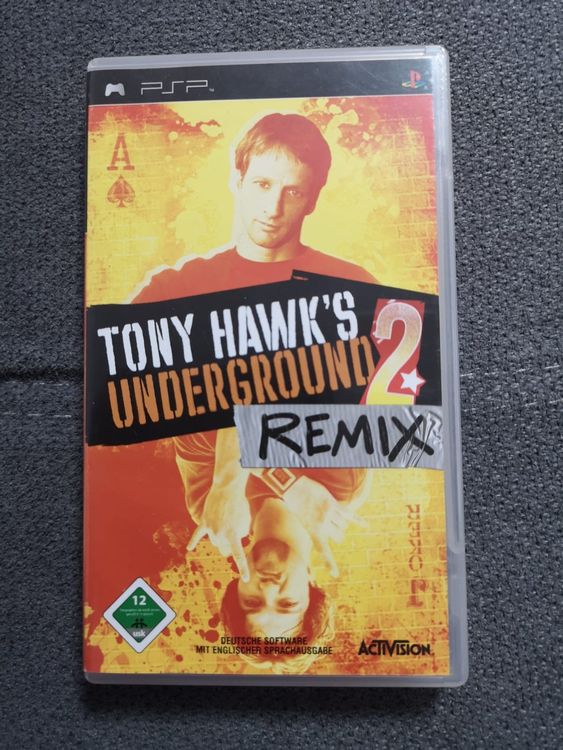 PSP
A
TONY HAWK'S
UNDERGROUND 2
REMIX
12
usk
DEUTSCHE SOFTWARE
MIT ENGLISCHER SPRACHAUSGABE
ACTIVISION